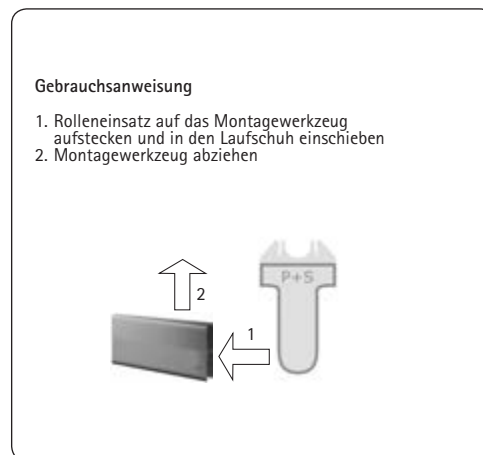 Gebrauchsanweisung
1. Rolleneinsatz auf das Montagewerkzeug
aufstecken und in den Laufschuh einschieben
2. Montagewerkzeug abziehen
P+S
2
1